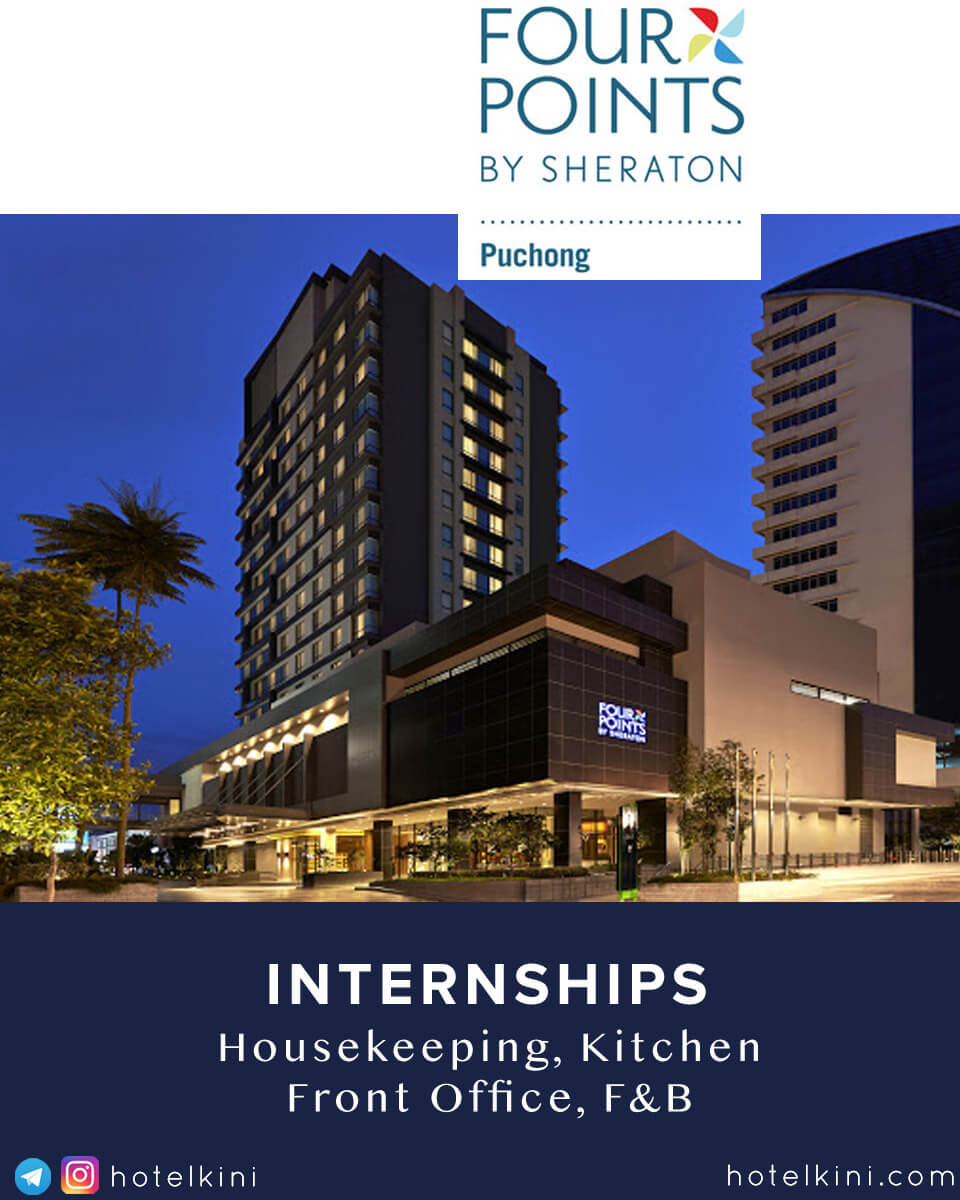 FOUR
POINTS
BY SHERATON
Puchong
FOUR
POINTS
BY SHERATON
INTERNSHIPS
Housekeeping, Kitchen
Front Office, F&B
hotelkini
hotelkini.com